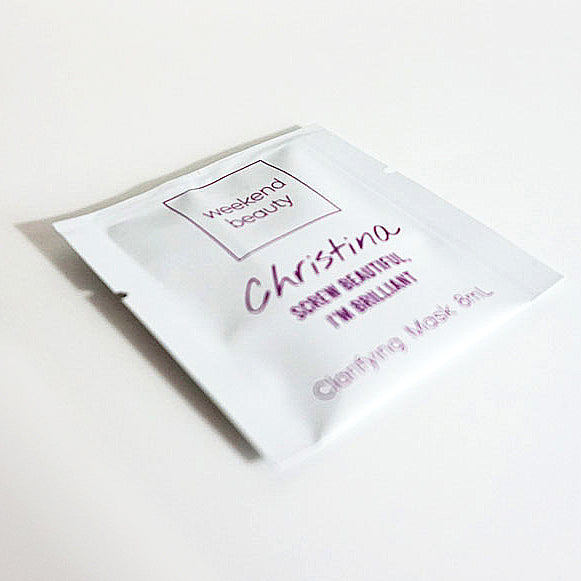 weekend
beauty
Christina
SCREW BEAUTIFUL,
I'M BRILLIANT
Clarifying Mask 8mL